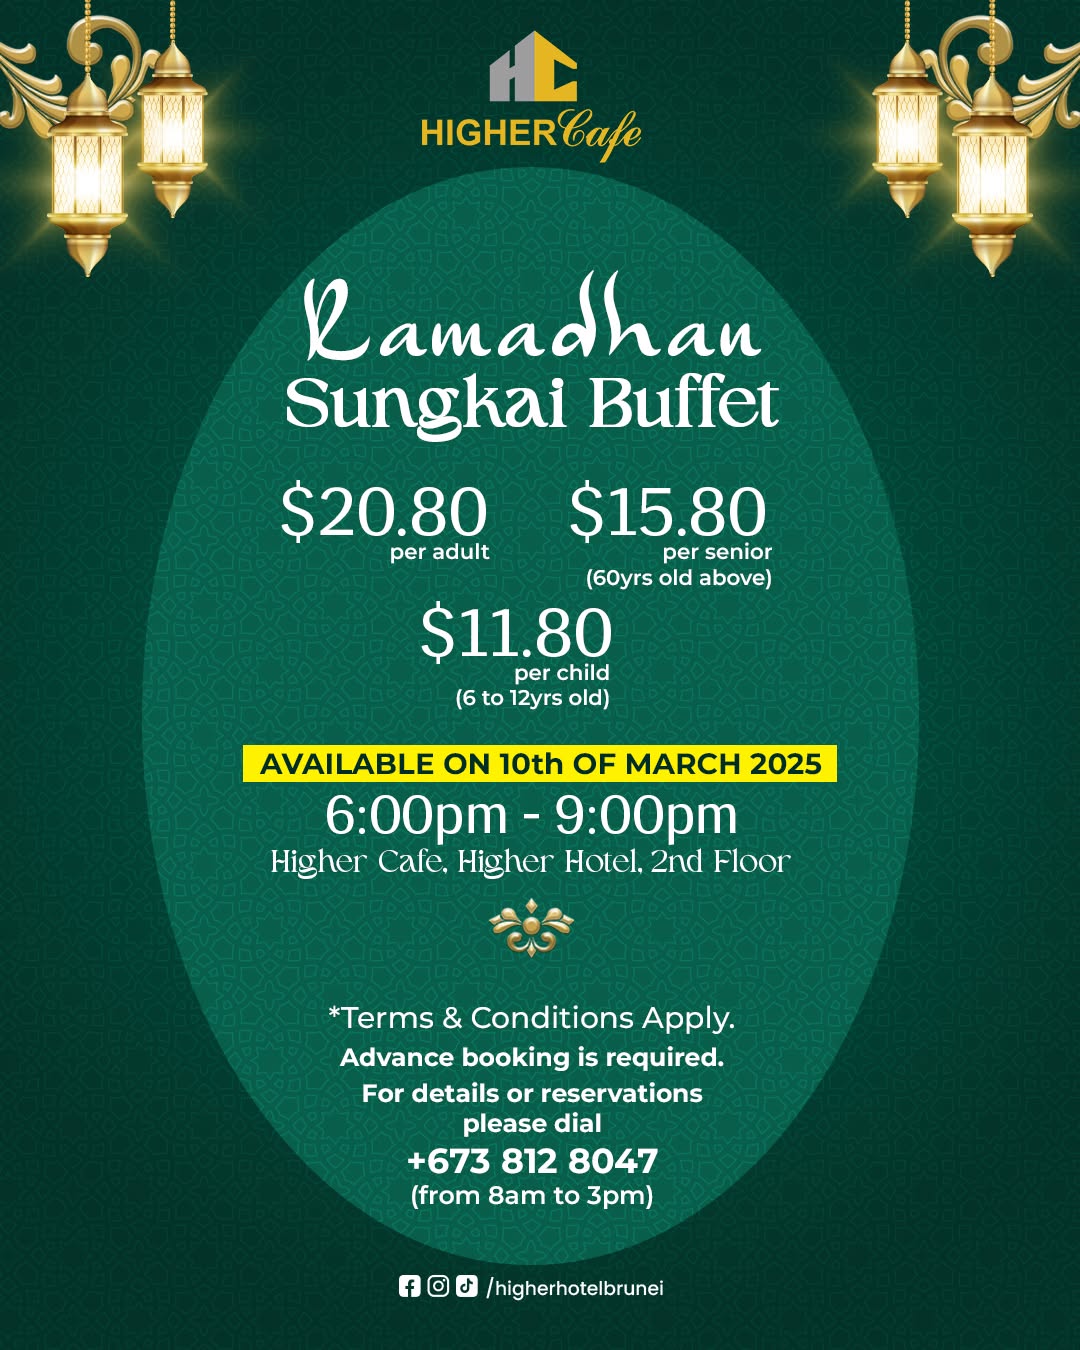 HC
HIGHER Cafe
Ramadhan
Sungkai Buffet
$20.80
per adult
$15.80
per senior
(60yrs old above)
$11.80
per child
(6 to 12yrs old)
AVAILABLE ON 10th OF MARCH 2025
6:00pm - 9:00pm
Higher Cafe, Higher Hotel, 2nd Floor
*Terms & Conditions Apply.
Advance booking is required.
For details or reservations
please dial
+673 812 8047
(from 8am to 3pm)
/higherhotelbrunei